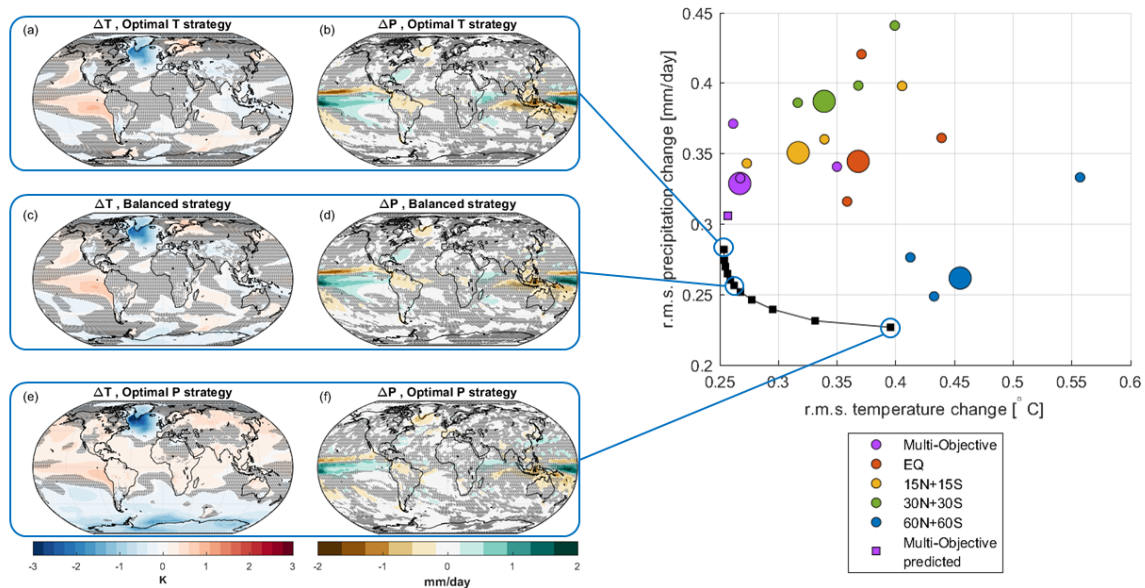 (a) ΔT , Optimal T strategy
(b) ΔP , Optimal T strategy
(c) ΔT , Balanced strategy
(d) ΔP , Balanced strategy
(e) ΔT , Optimal P strategy
(f) ΔP , Optimal P strategy
-3 -2 -1 0 1 2 3
K
-2 -1 0 1 2
mm/day
0.45
0.4
0.35
0.3
0.25
0.2
r.m.s. precipitation change [mm/day]
0.25 0.3 0.35 0.4 0.45 0.5 0.55 0.6
r.m.s. temperature change [°C]
Multi-Objective
EQ
15N+15S
30N+30S
60N+60S
Multi-Objective
predicted